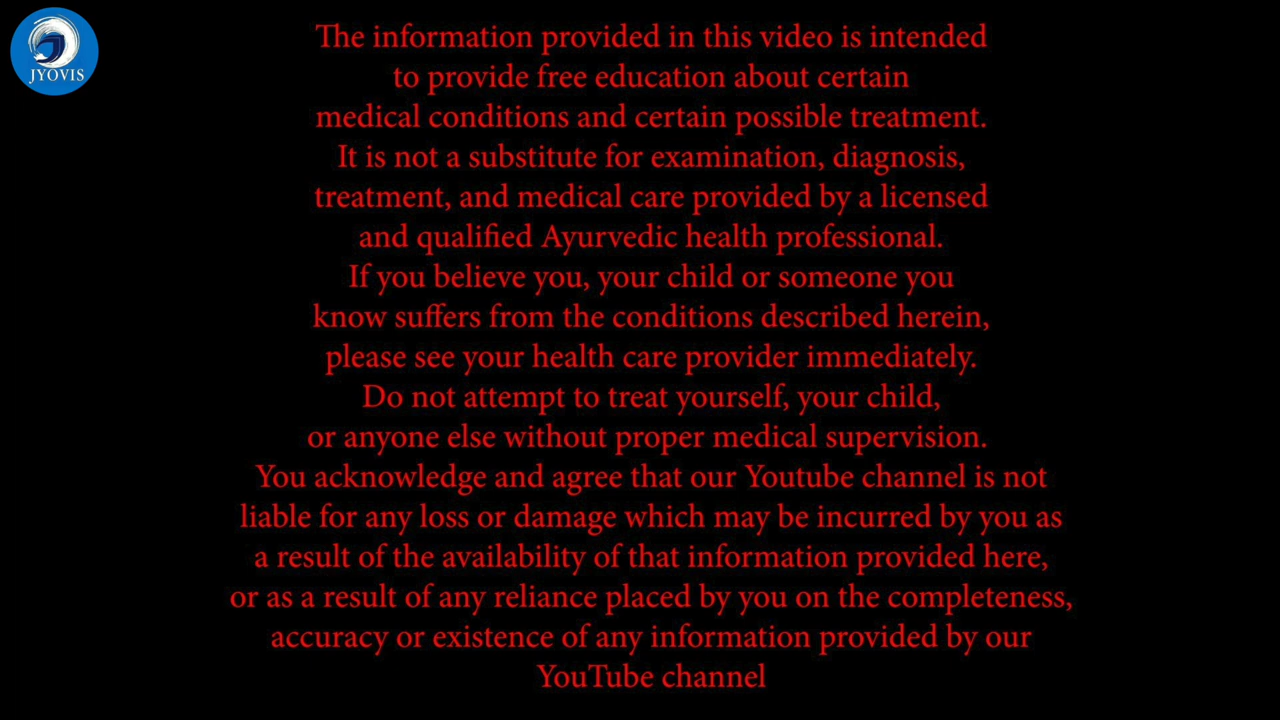 JYOVIS
The information provided in this video is intended
to provide free education about certain
medical conditions and certain possible treatment.
It is not a substitute for examination, diagnosis,
treatment, and medical care provided by a licensed
and qualified Ayurvedic health professional.
If you believe you, your child or someone you
know suffers from the conditions described herein,
please see your health care provider immediately.
Do not attempt to treat yourself, your child,
or anyone else without proper medical supervision.
You acknowledge and agree that our Youtube channel is not
liable for any loss or damage which may be incurred by you as
a result of the availability of that information provided here,
or as a result of any reliance placed by you on the completeness,
accuracy or existence of any information provided by our
YouTube channel